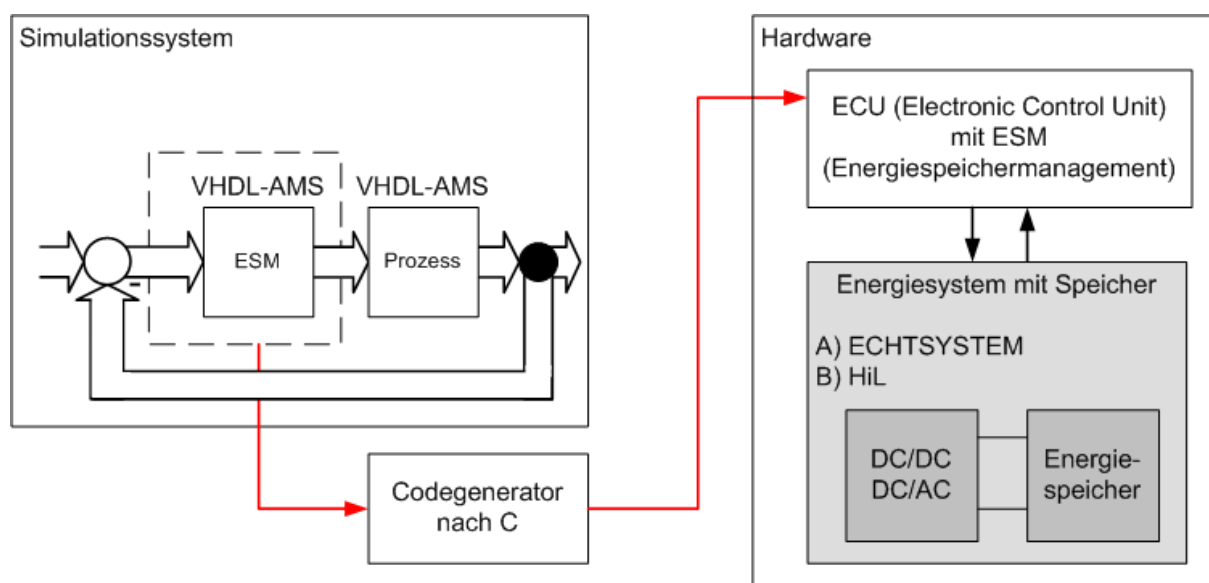 Simulationssystem
VHDL-AMS
VHDL-AMS
ESM
Prozess
-
Codegenerator
nach C
Hardware
ECU (Electronic Control Unit)
mit ESM
(Energiespeichermanagement)
Energiesystem mit Speicher
A) ECHTSYSTEM
B) HiL
DC/DC
DC/AC
Energie-
speicher